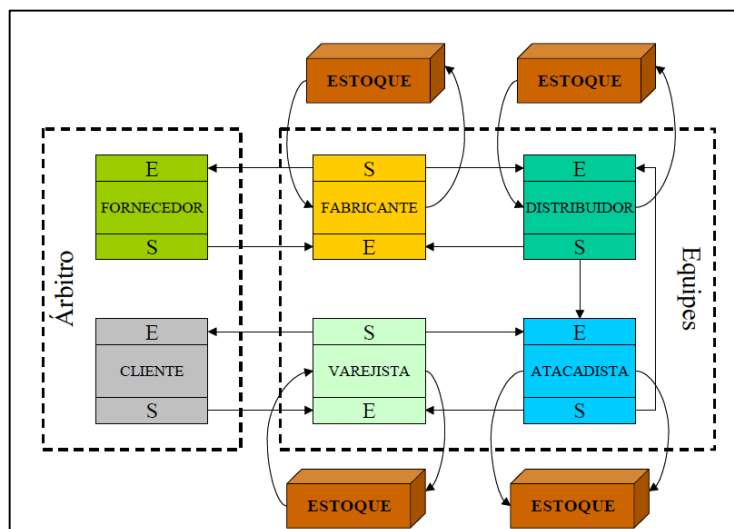 ESTOQUE
ESTOQUE
Árbitro
Equipes
E
FORNECEDOR
S
S
FABRICANTE
E
E
DISTRIBUIDOR
S
E
CLIENTE
S
S
VAREJISTA
E
E
ATACADISTA
S
ESTOQUE
ESTOQUE